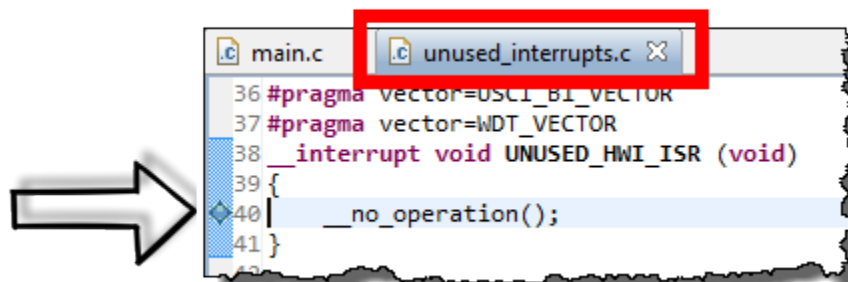 .c main.c .c unused_interrupts.c
36 #pragma vector=USCI_B1_VECTOR
37 #pragma vector=WDT_VECTOR
38 __interrupt void UNUSED_HWI_ISR (void)
39 {
40 __no_operation();
41 }